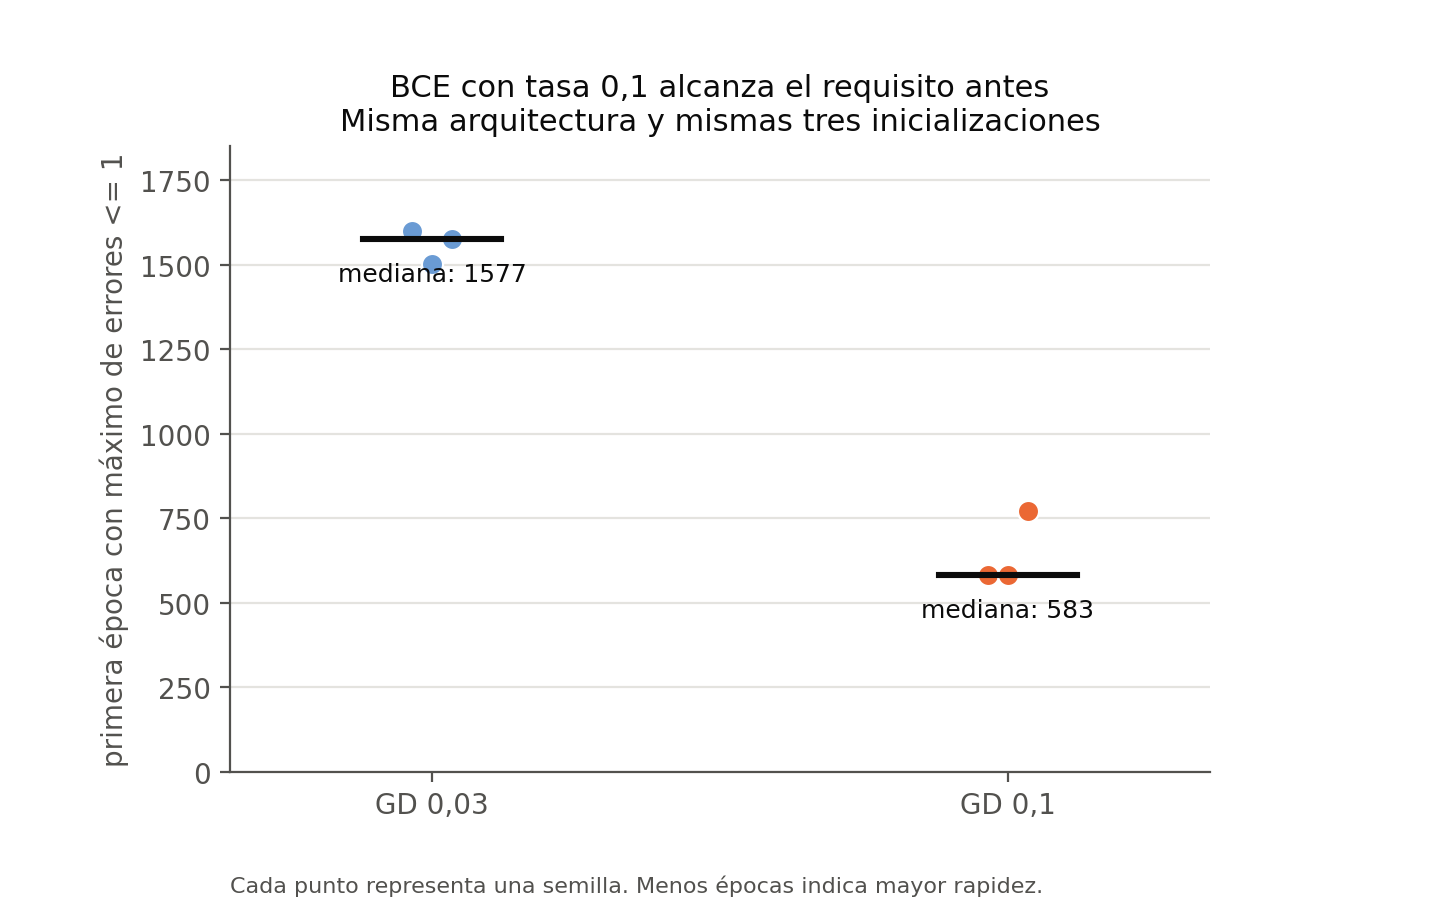 BCE con tasa 0,1 alcanza el requisito antes
Misma arquitectura y mismas tres inicializaciones
primera época con máximo de errores <= 1
1750
1500
1250
1000
750
500
250
0
mediana: 1577
mediana: 583
GD 0,03
GD 0,1
Cada punto representa una semilla. Menos épocas indica mayor rapidez.